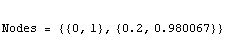 Nodes = {{0, 1}, {0.2, 0.980067}}